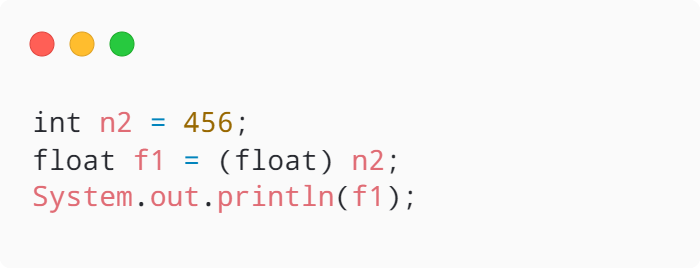 int n2 = 456;
float f1 = (float) n2;
System.out.println(f1);